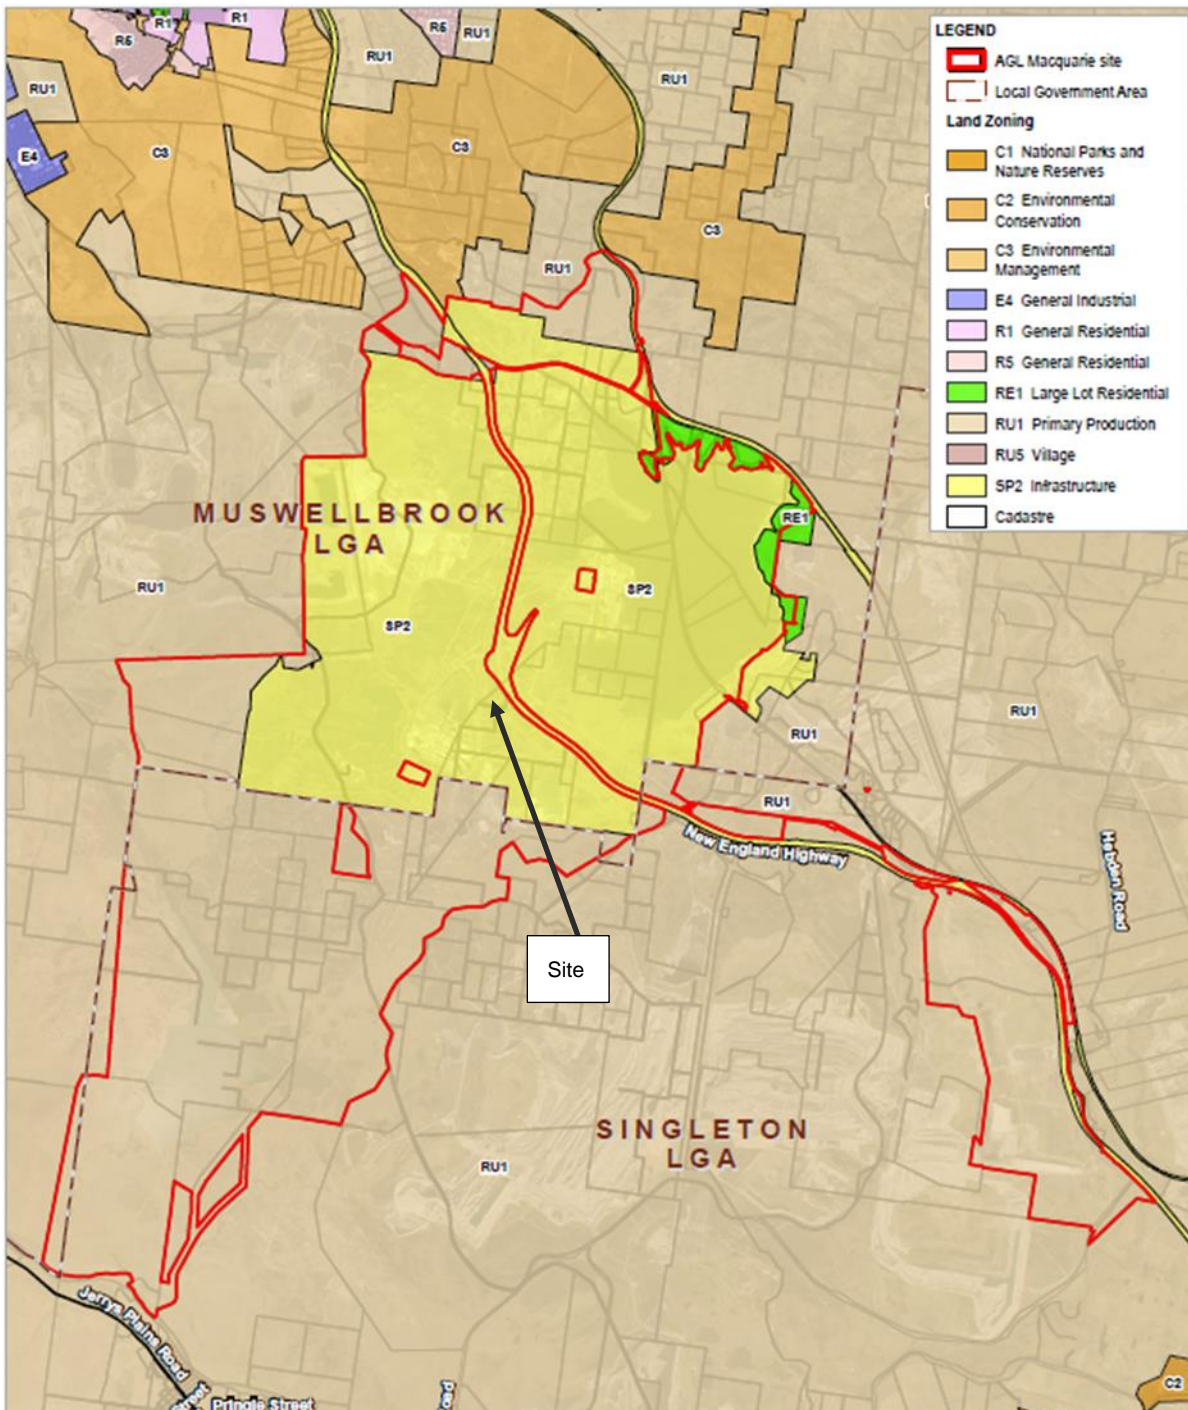 R1
R1
R5
R5
RU1
RU1
RU1
RU1
E4
C3
C3
C3
RU1
LEGEND
AGL Macquarie site
Local Government Area
Land Zoning
C1 National Parks and
Nature Reserves
C2 Environmental
Conservation
C3 Environmental
Management
E4 General Industrial
R1 General Residential
R5 General Residential
RE1 Large Lot Residential
RU1 Primary Production
RU5 Village
SP2 Infrastructure
Cadastre
MUSWELLBROOK
LGA
RE1
RU1
SP2
SP2
RU1
RU1
RU1
New England Highway
Hebden Road
Site
SINGLETON
LGA
RU1
Jerrys Plains Road
Street
Pringle Street
C2